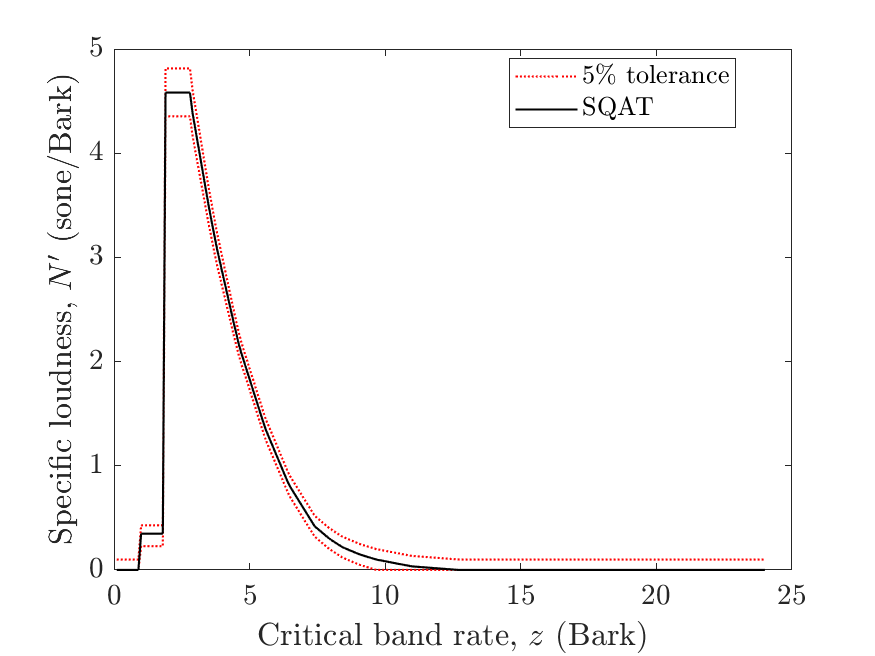 5% tolerance
SQAT
5
4
3
2
1
0
0 5 10 15 20 25
Specific loudness, N′ (sone/Bark)
Critical band rate, z (Bark)